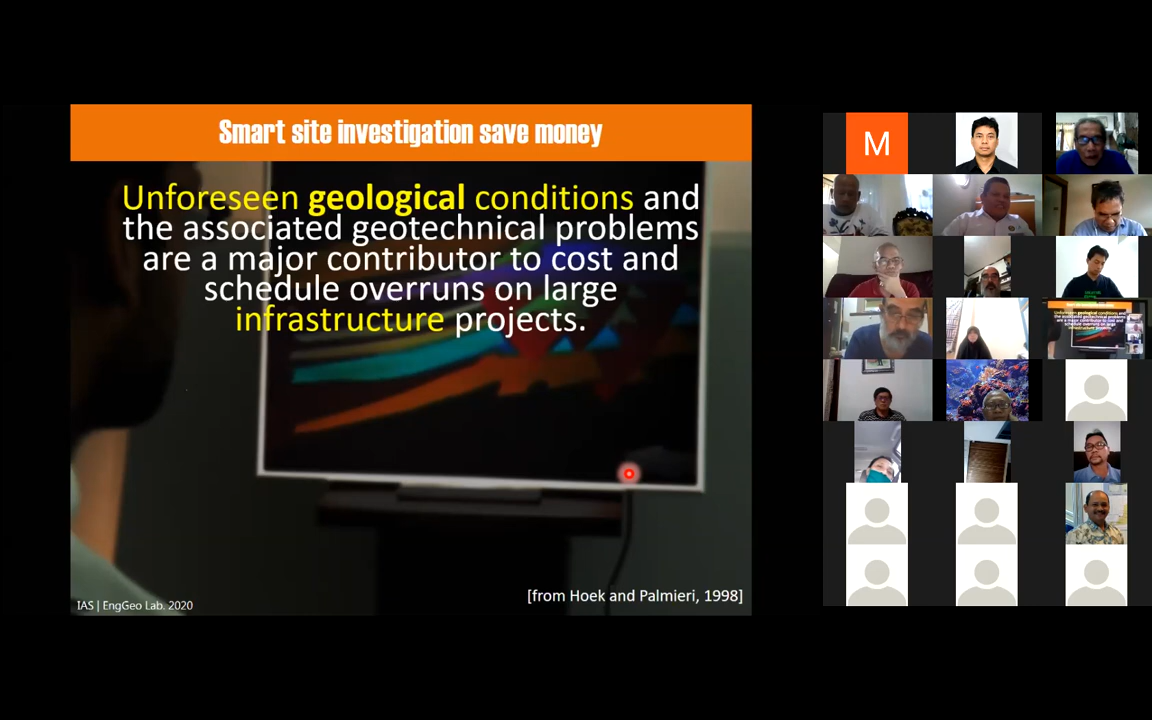 Smart site investigation save money
Unforeseen geological conditions and
the associated geotechnical problems
are a major contributor to cost and
schedule overruns on large
infrastructure projects.
[from Hoek and Palmieri, 1998]
IAS | EngGeo Lab. 2020
M